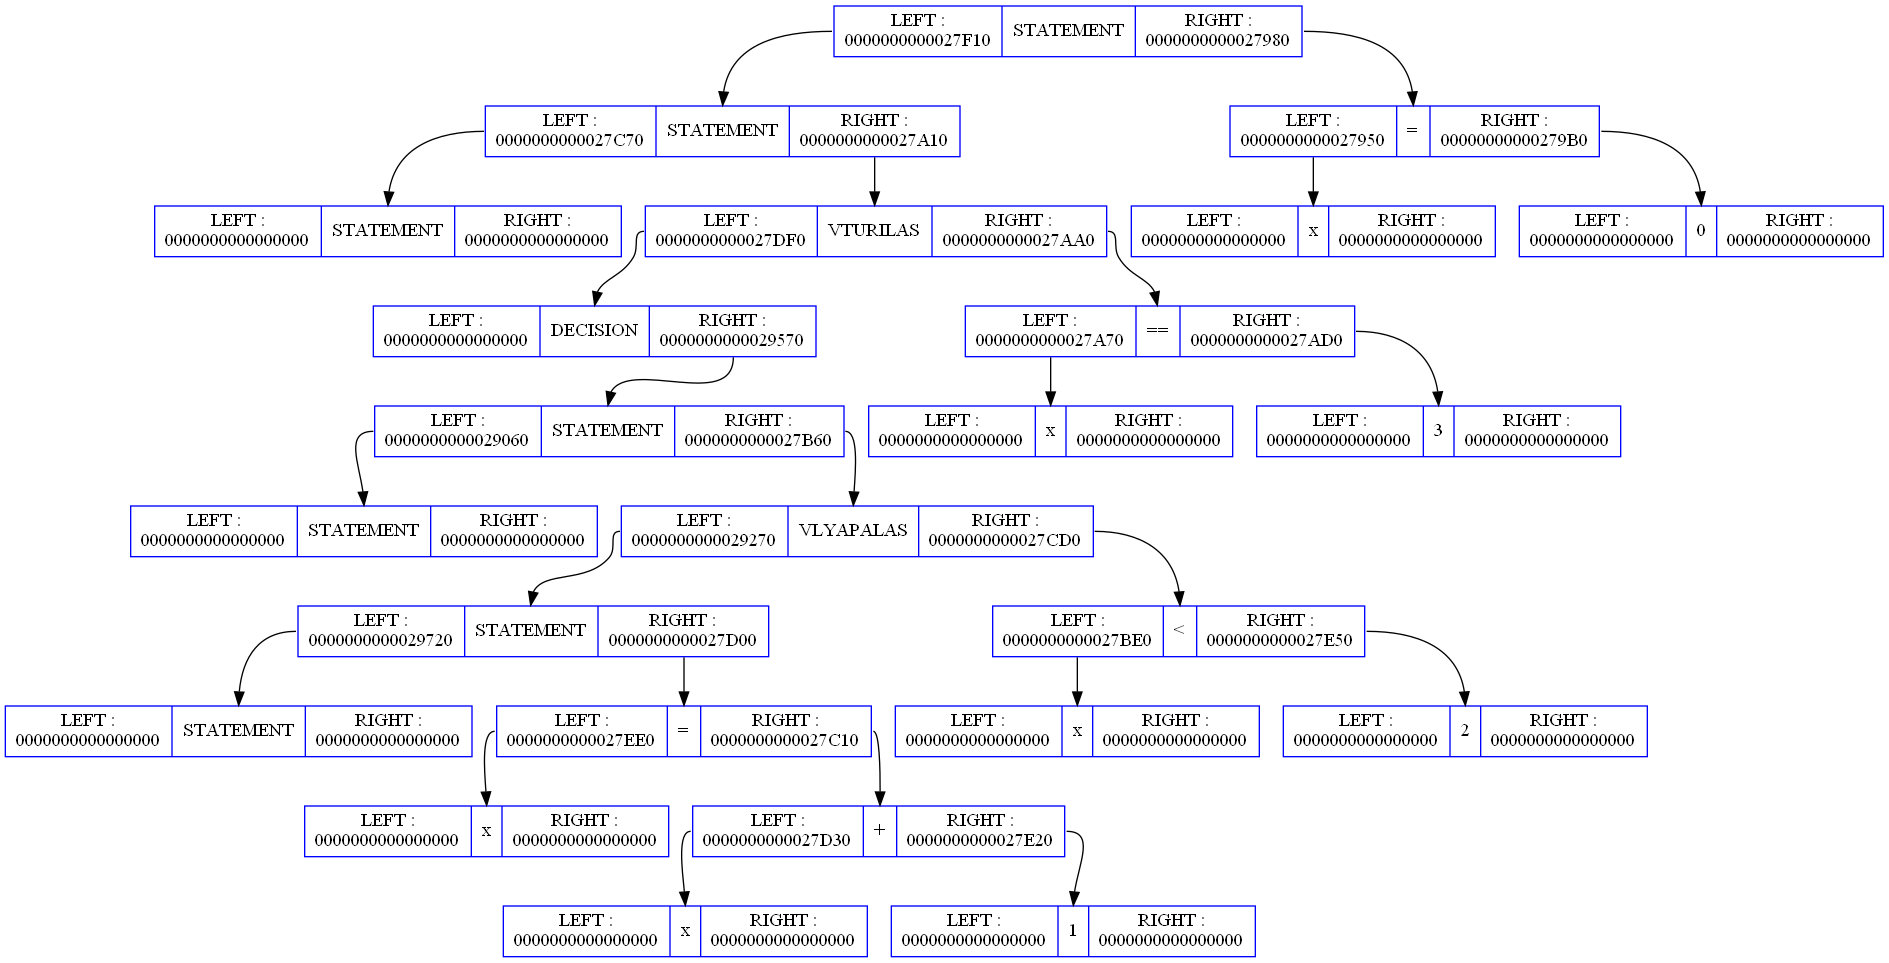 LEFT :
0000000000027F10
STATEMENT
RIGHT :
0000000000027980
LEFT :
0000000000027C70
STATEMENT
RIGHT :
0000000000027A10
LEFT :
0000000000027950
=
RIGHT :
00000000000279B0
LEFT :
0000000000000000
STATEMENT
RIGHT :
0000000000000000
LEFT :
0000000000027DF0
VTURILAS
RIGHT :
0000000000027AA0
LEFT :
0000000000000000
x
RIGHT :
0000000000000000
LEFT :
0000000000000000
0
RIGHT :
0000000000000000
LEFT :
0000000000000000
DECISION
RIGHT :
0000000000029570
LEFT :
0000000000027A70
==
RIGHT :
0000000000027AD0
LEFT :
0000000000029060
STATEMENT
RIGHT :
0000000000027B60
LEFT :
0000000000000000
x
RIGHT :
0000000000000000
LEFT :
0000000000000000
3
RIGHT :
0000000000000000
LEFT :
0000000000000000
STATEMENT
RIGHT :
0000000000000000
LEFT :
0000000000029270
VLYAPALAS
RIGHT :
0000000000027CD0
LEFT :
0000000000029720
STATEMENT
RIGHT :
0000000000027D00
LEFT :
0000000000027BE0
<
RIGHT :
0000000000027E50
LEFT :
0000000000000000
STATEMENT
RIGHT :
0000000000000000
LEFT :
0000000000027EE0
=
RIGHT :
0000000000027C10
LEFT :
0000000000000000
x
RIGHT :
0000000000000000
LEFT :
0000000000000000
2
RIGHT :
0000000000000000
LEFT :
0000000000000000
x
RIGHT :
0000000000000000
LEFT :
0000000000027D30
+
RIGHT :
0000000000027E20
LEFT :
0000000000000000
x
RIGHT :
0000000000000000
LEFT :
0000000000000000
1
RIGHT :
0000000000000000